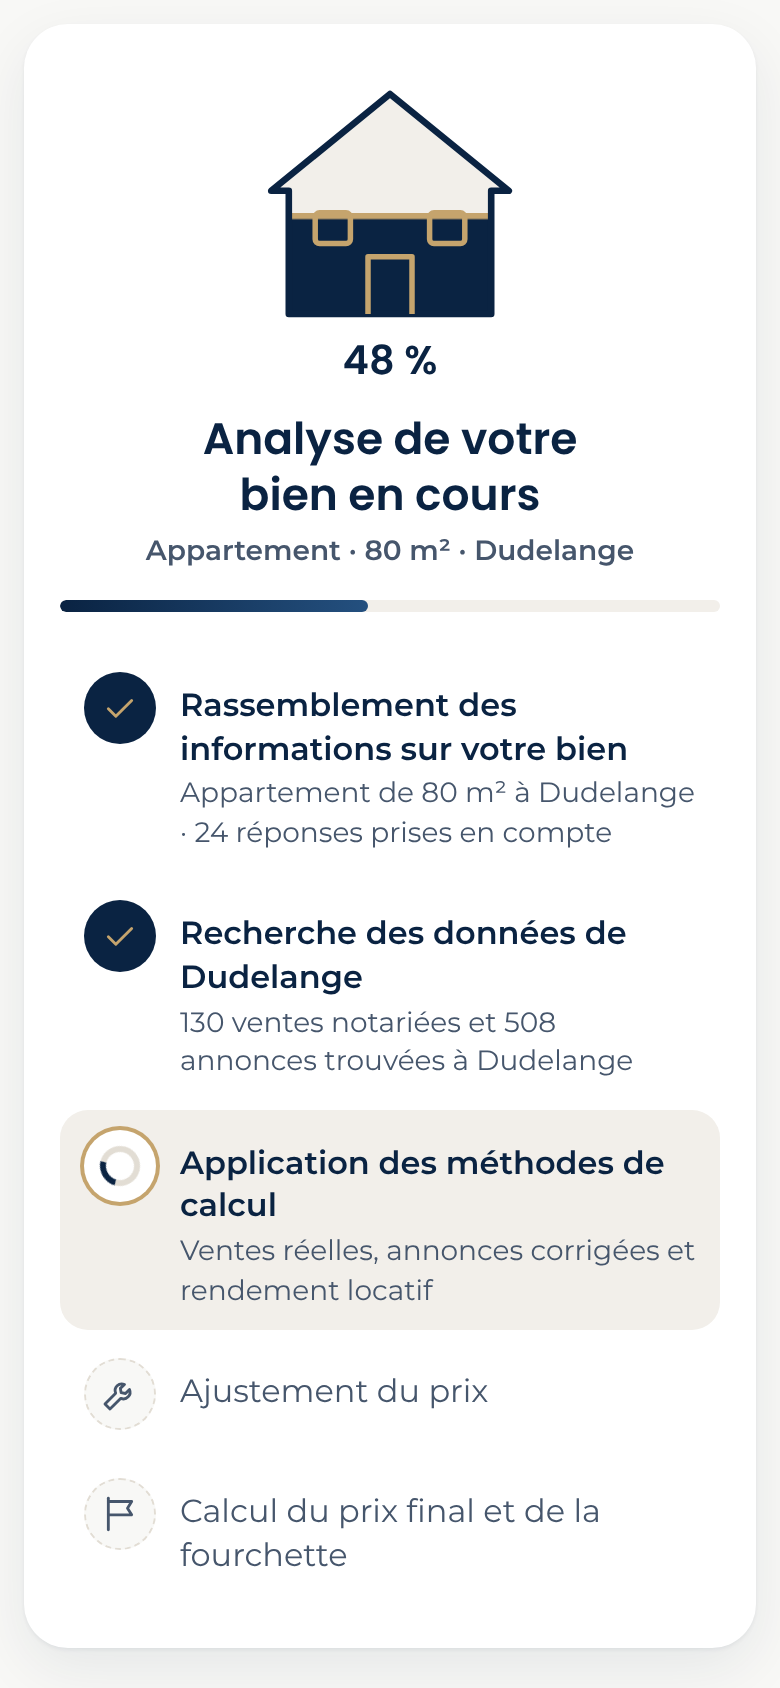 48 %
Analyse de votre
bien en cours
Appartement · 80 m² · Dudelange
Rassemblement des
informations sur votre bien
Appartement de 80 m² à Dudelange
· 24 réponses prises en compte
Recherche des données de
Dudelange
130 ventes notariées et 508
annonces trouvées à Dudelange
Application des méthodes de
calcul
Ventes réelles, annonces corrigées et
rendement locatif
Ajustement du prix
Calcul du prix final et de la
fourchette